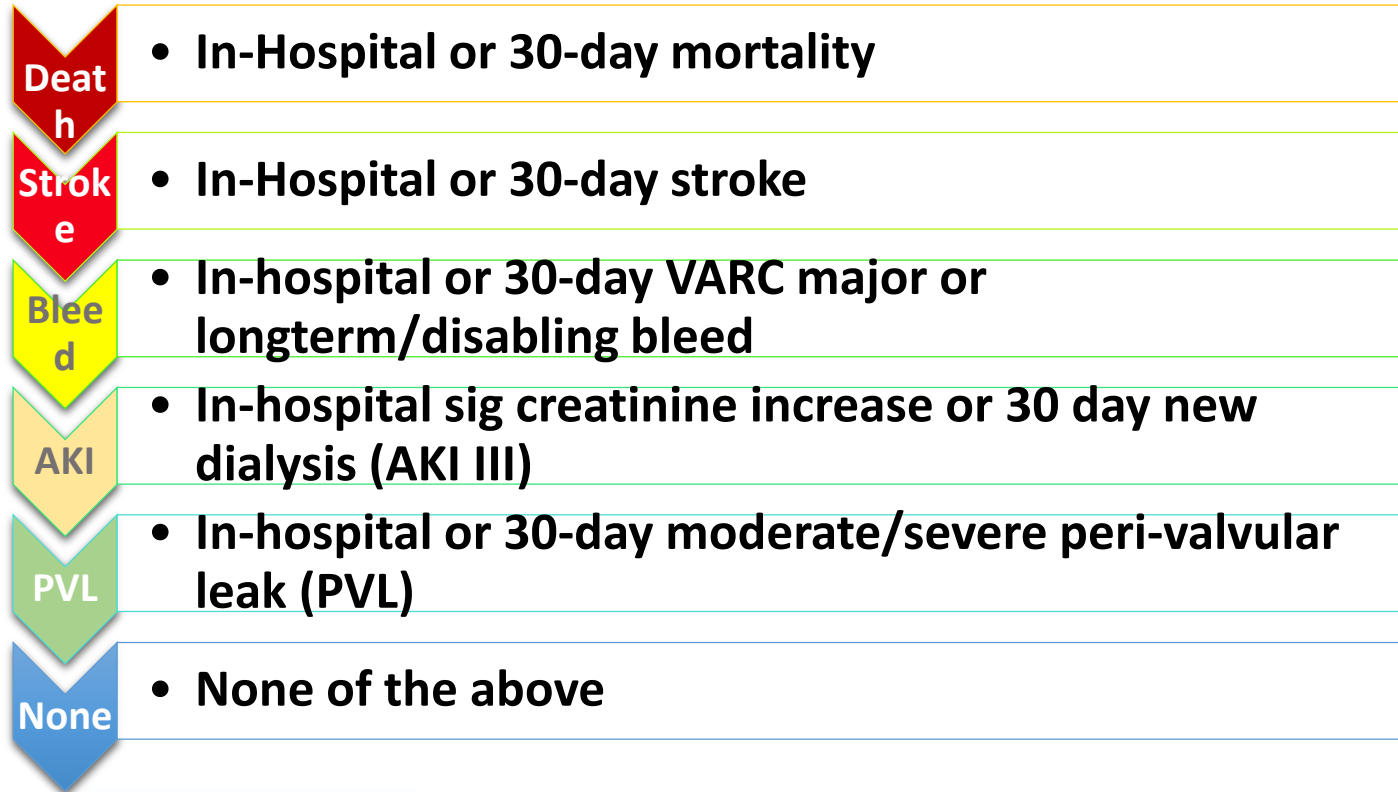 Deat
h
• In-Hospital or 30-day mortality
Strok
e
• In-Hospital or 30-day stroke
Blee
d
• In-hospital or 30-day VARC major or
longterm/disabling bleed
AKI
• In-hospital sig creatinine increase or 30 day new
dialysis (AKI III)
PVL
• In-hospital or 30-day moderate/severe peri-valvular
leak (PVL)
None
• None of the above